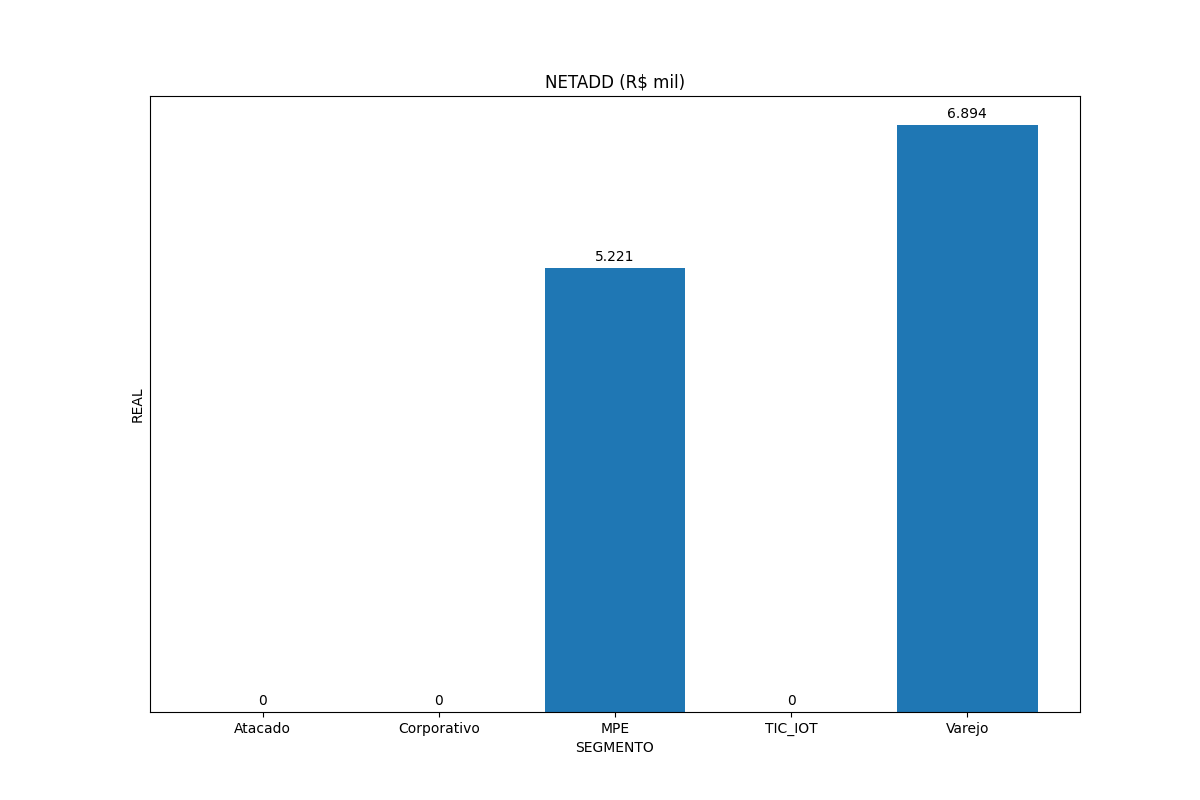 NETADD (R$ mil)
6.894
5.221
REAL
0
0
0
Atacado
Corporativo
MPE
TIC_IOT
Varejo
SEGMENTO